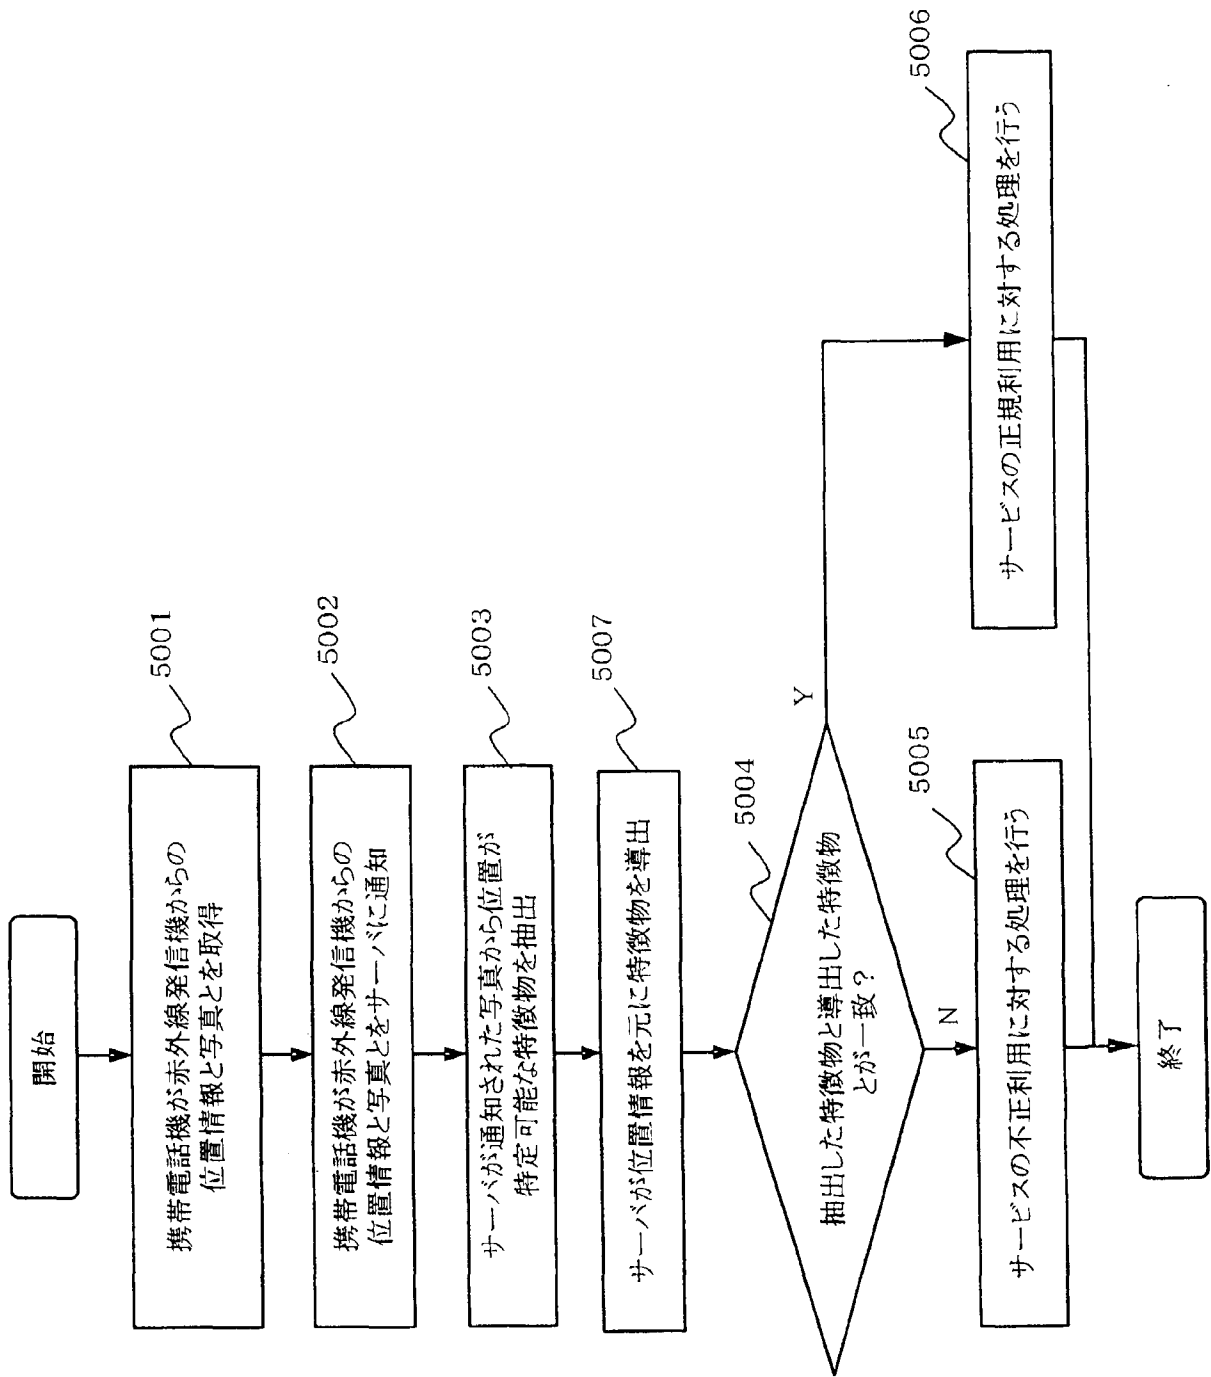 開始
5001
携帯電話機が赤外線発信機からの
位置情報と写真とを取得
5002
携帯電話機が赤外線発信機からの
位置情報と写真とをサーバに通知
5003
サーバが通知された写真から位置が
特定可能な特徴物を抽出
5007
サーバが位置情報を元に特徴物を導出
5004
抽出した特徴物と導出した特徴物
とが一致？
Y
N
5005
サービスの不正利用に対する処理を行う
5006
サービスの正規利用に対する処理を行う
終了